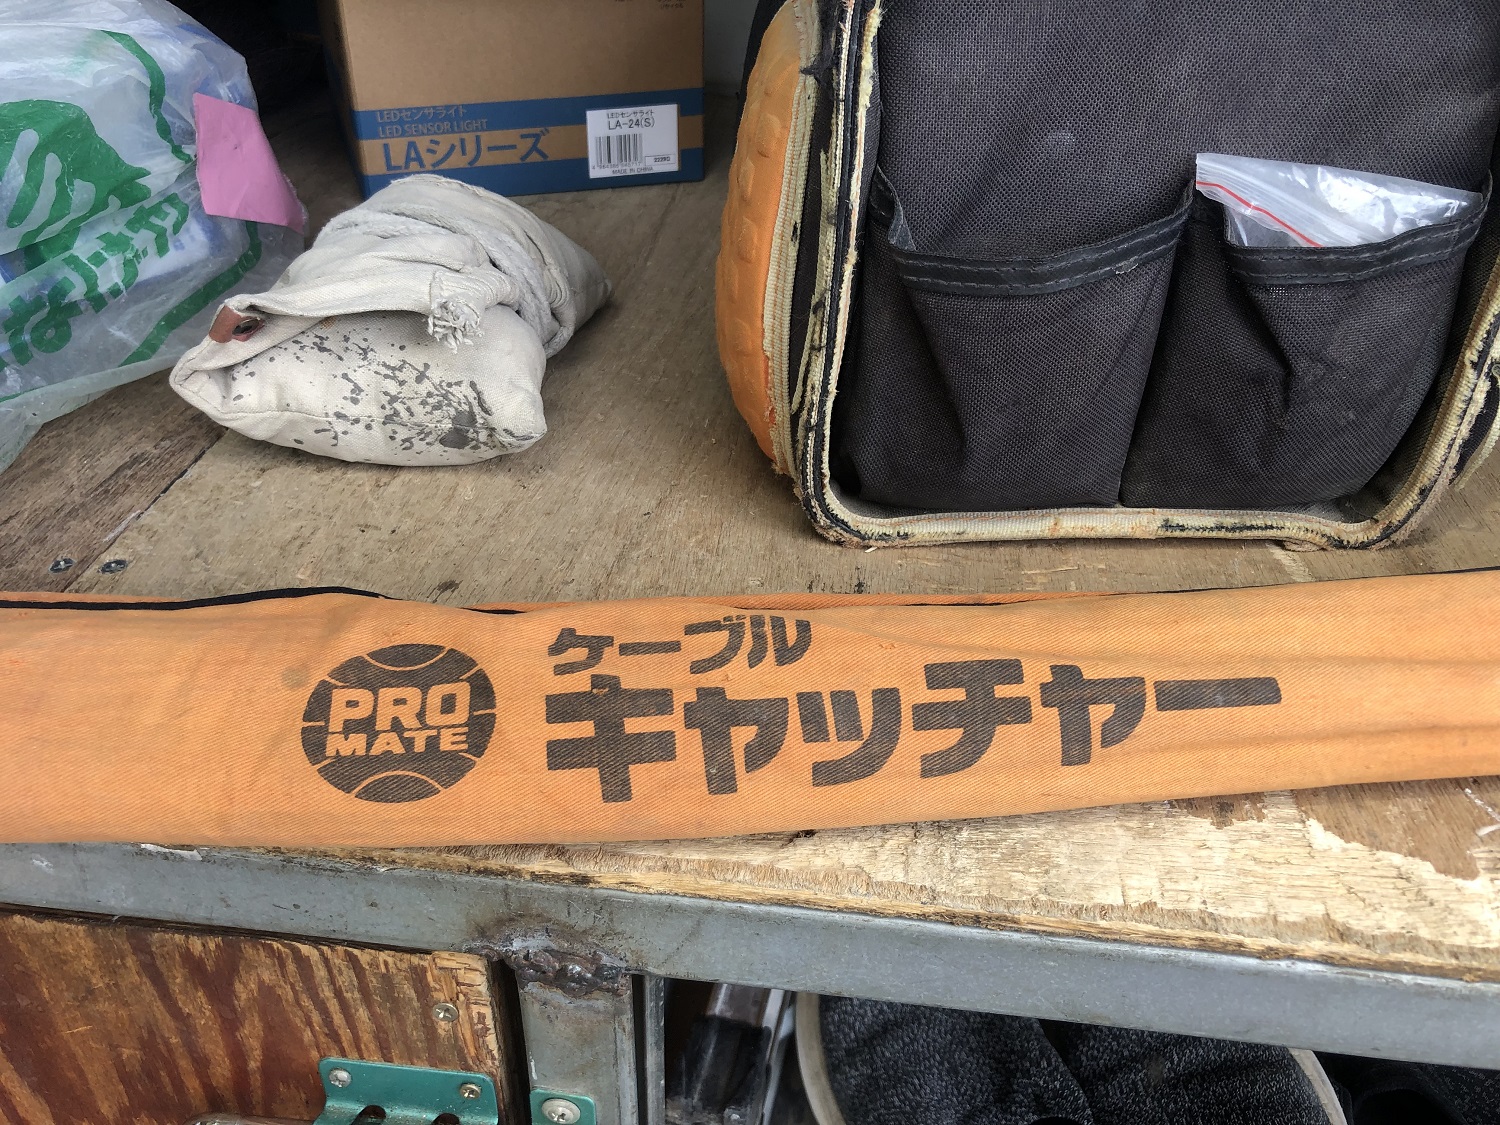 LEDセンサライト
LED SENSOR LIGHT
LAシリーズ
LEDセンサライト
LA-24(S)
MADE IN CHINA
PRO
MATE
ケーブル
キャッチャー